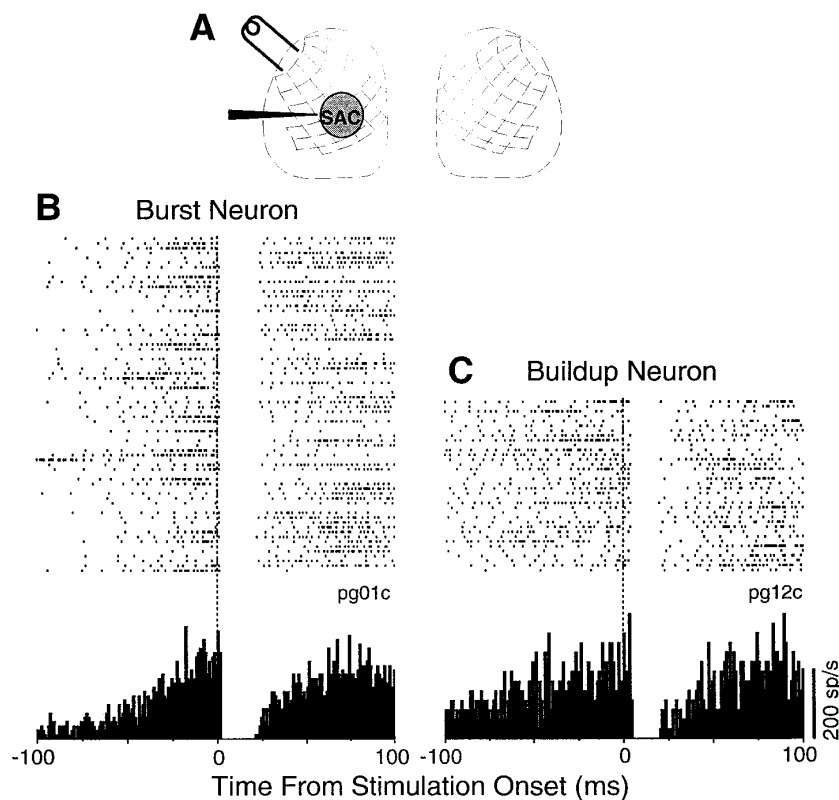 A
SAC
B
Burst Neuron
C
Buildup Neuron
pg01c
pg12c
200 sp/s
-100 0 100 -100 0 100
Time From Stimulation Onset (ms)